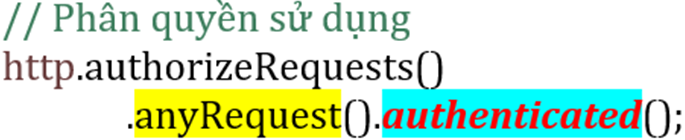 // Phân quyền sử dụng
http.authorizeRequests()
.anyRequest().authenticated();